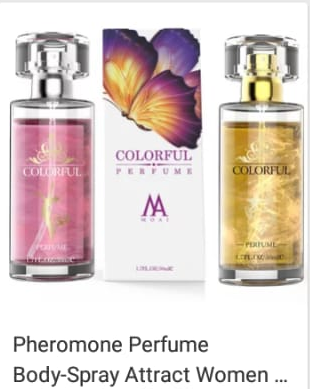 COLORFUL
PERFUME
COLORFUL
PERFUME
MOAI
COLORFUL
PERFUME
Pheromone Perfume
Body-Spray Attract Women ...